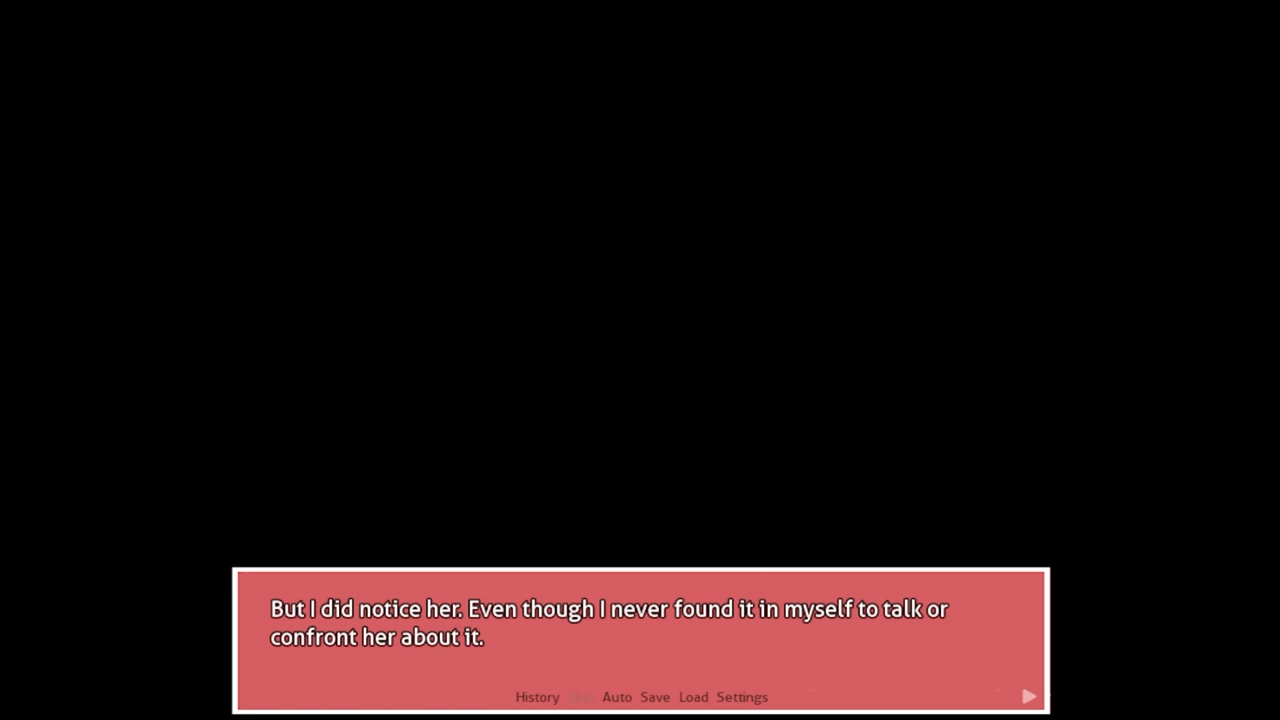 But I did notice her. Even though I never found it in myself to talk or
confront her about it.
History Skip Auto Save Load Settings